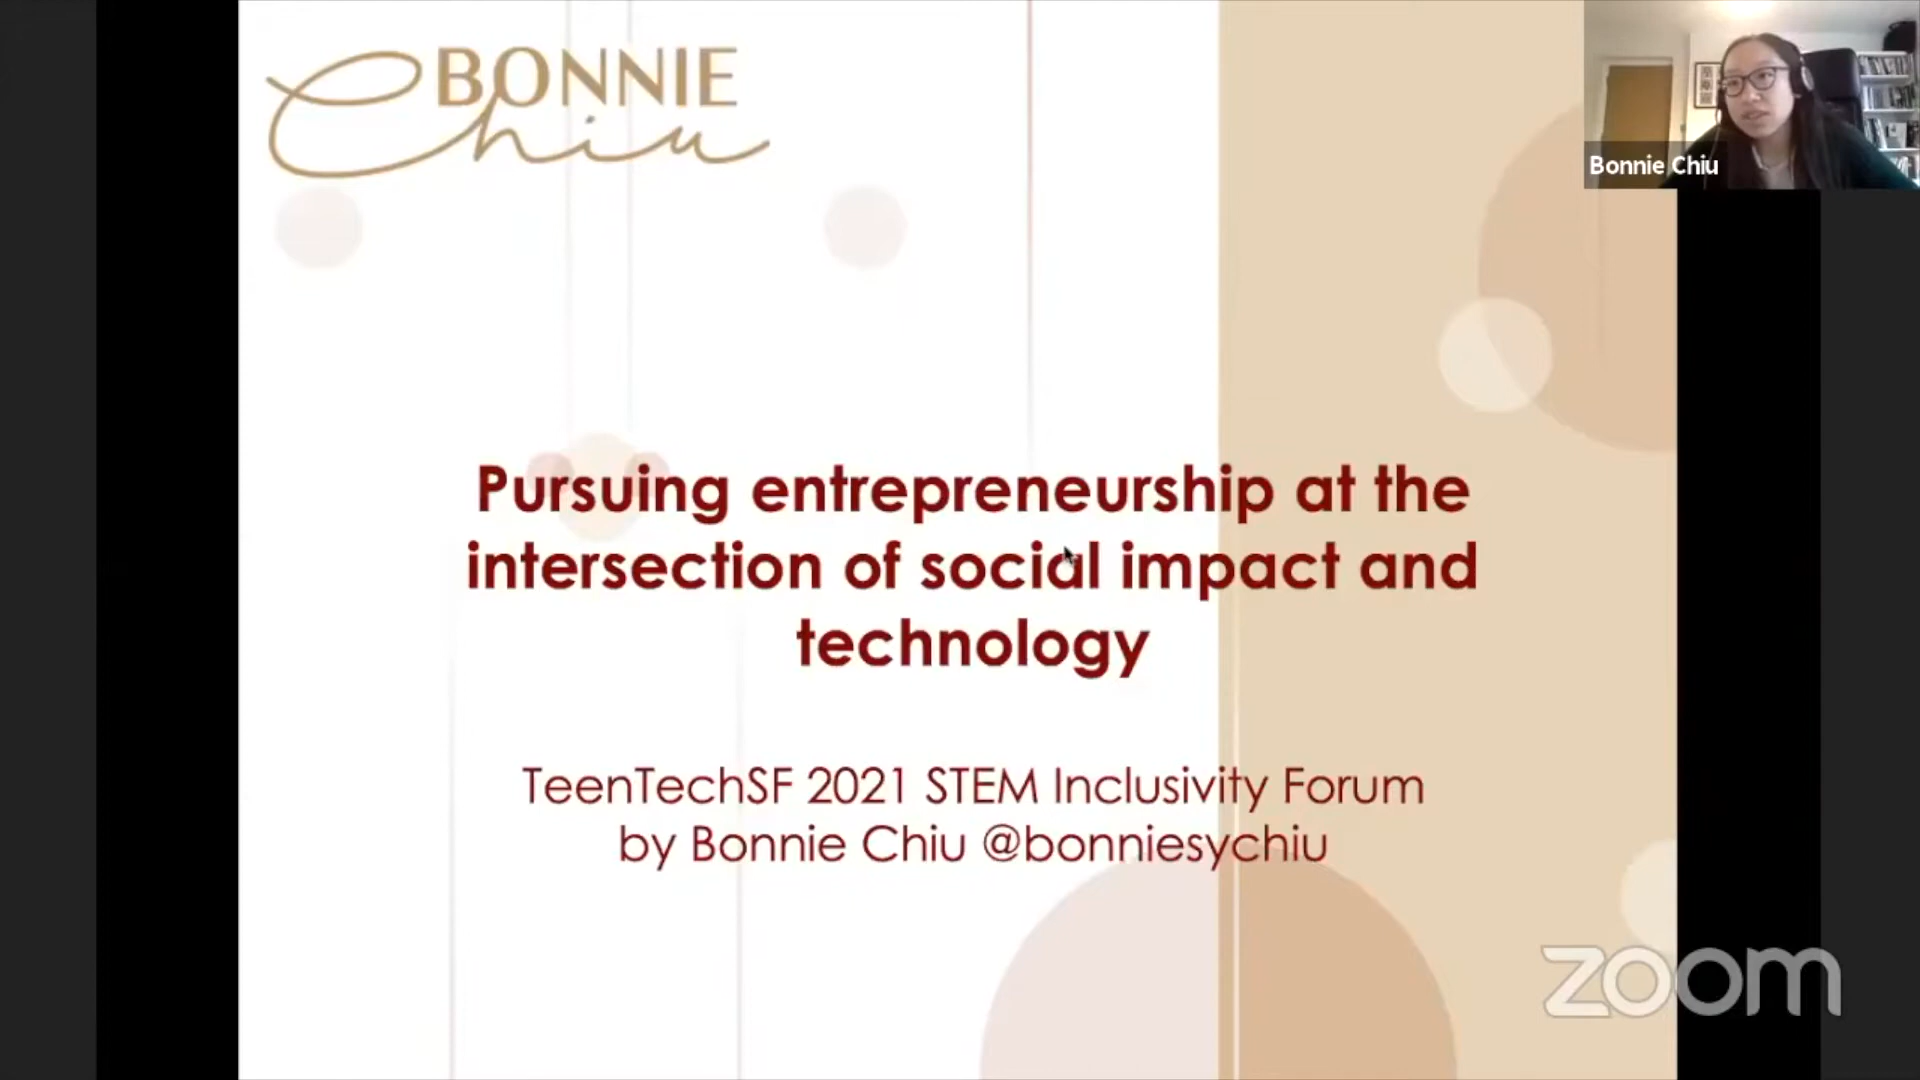 BONNIE
Chiu
Bonnie Chiu
Pursuing entrepreneurship at the
intersection of social impact and
technology
TeenTechSF 2021 STEM Inclusivity Forum
by Bonnie Chiu @bonniesychiu
zoom